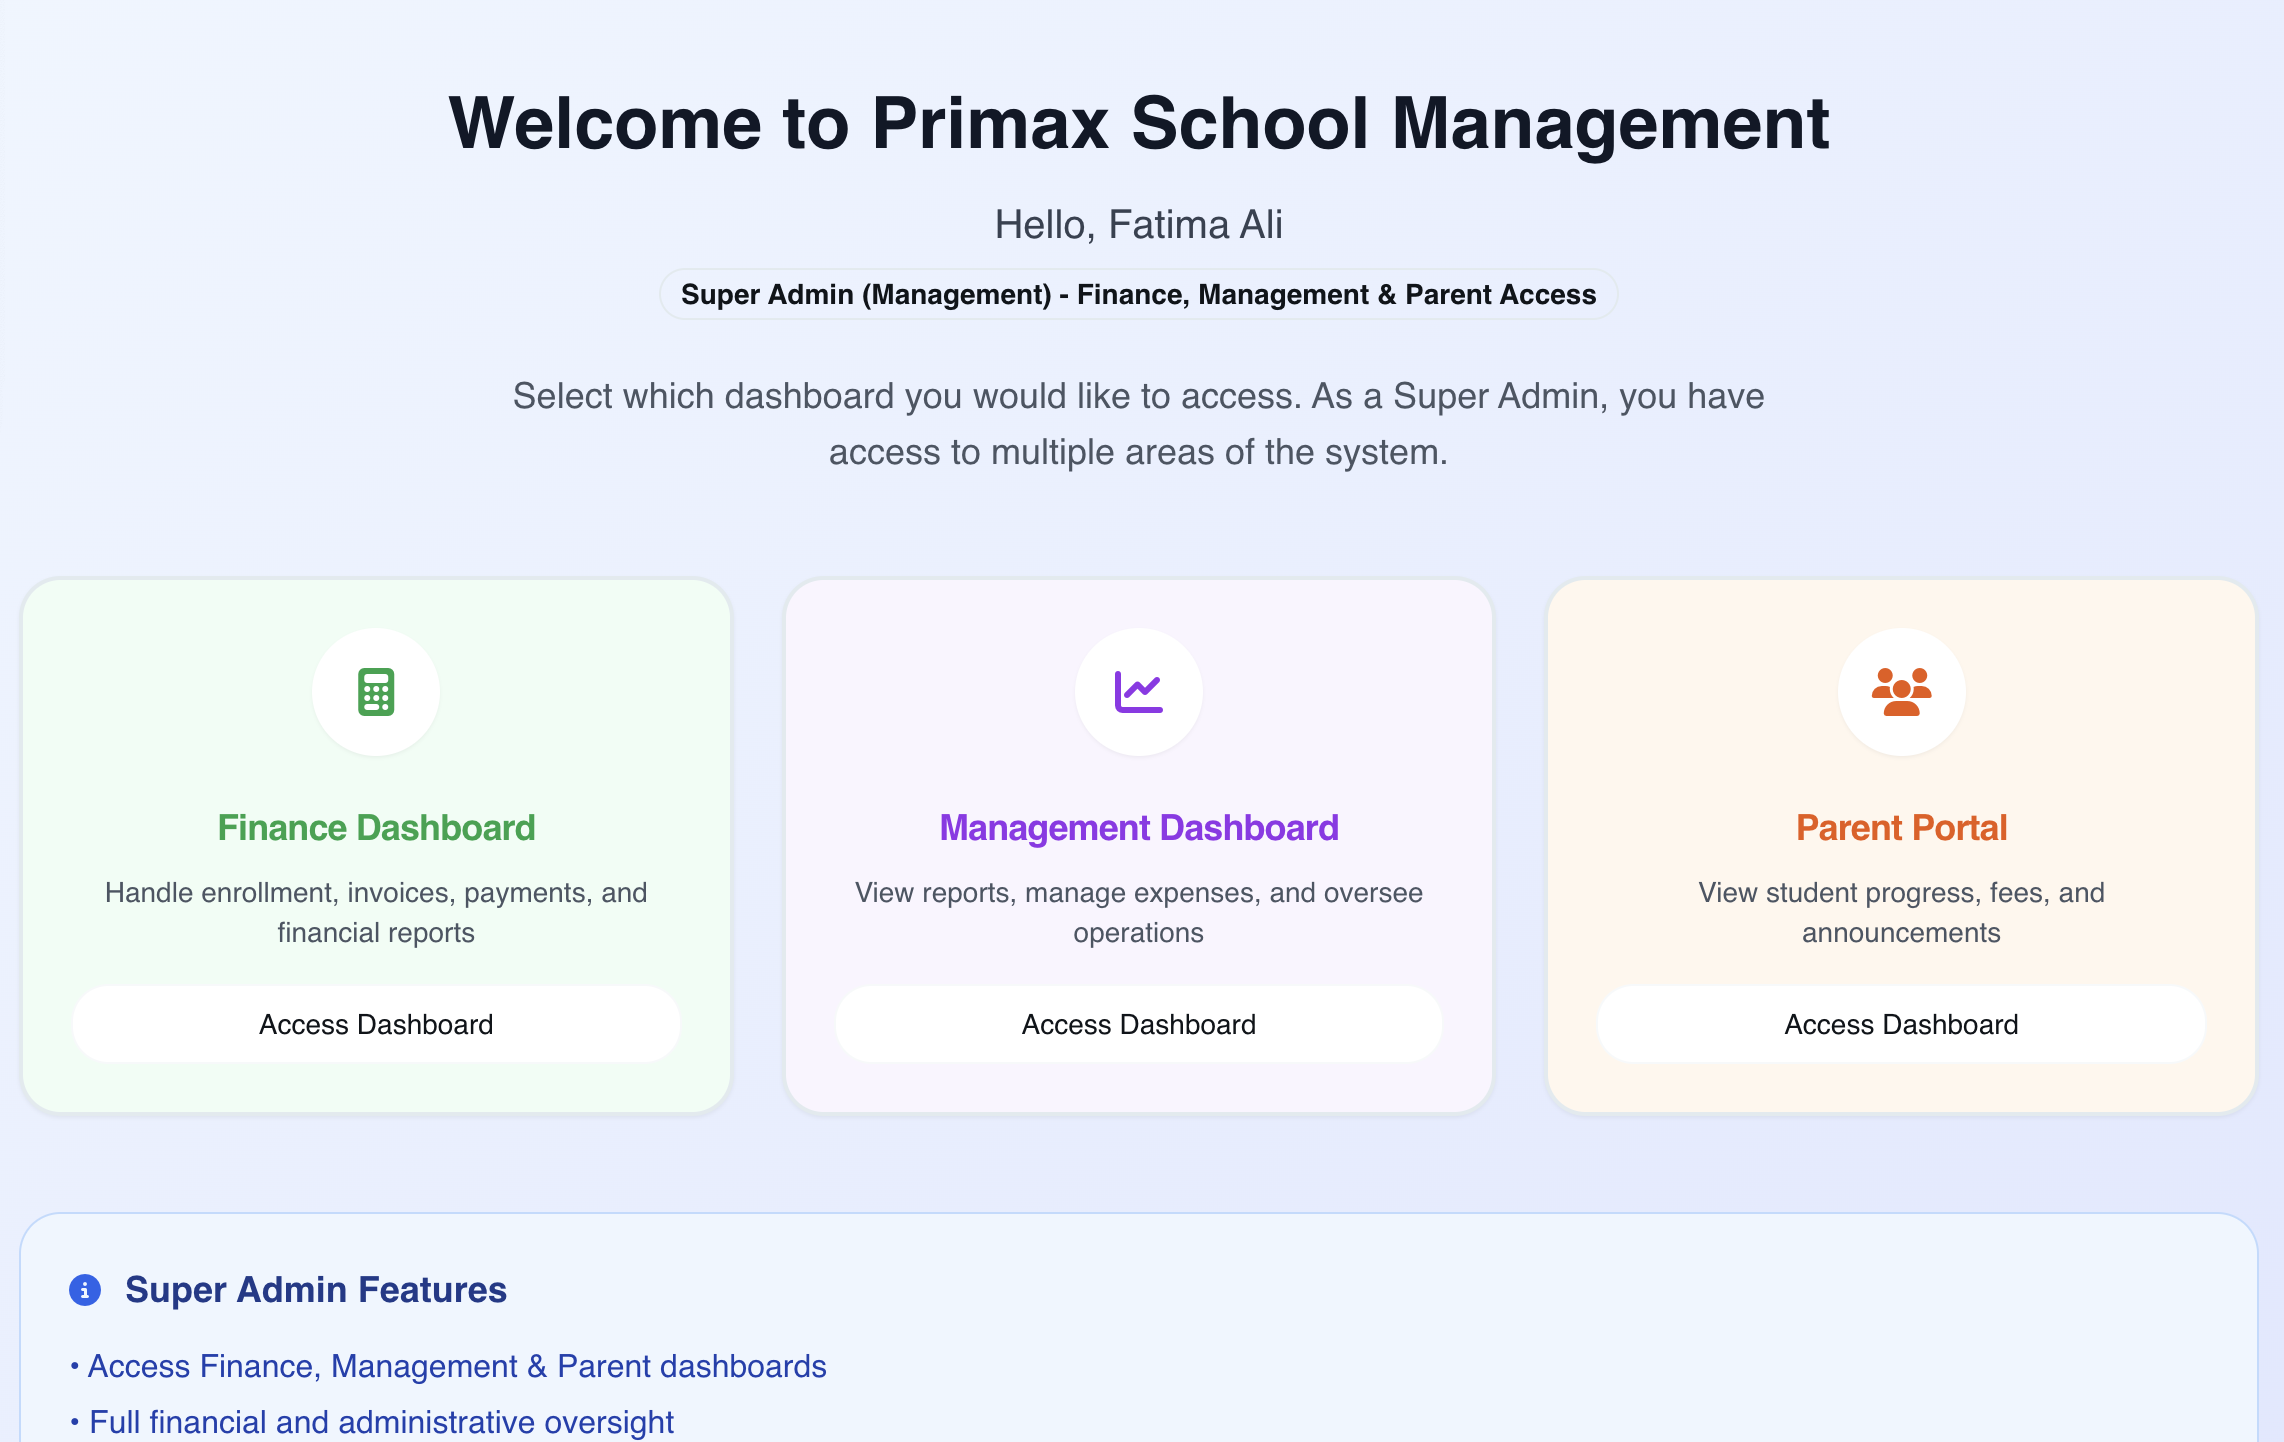 Welcome to Primax School Management
Hello, Fatima Ali
Super Admin (Management) - Finance, Management & Parent Access
Select which dashboard you would like to access. As a Super Admin, you have
access to multiple areas of the system.
Finance Dashboard
Handle enrollment, invoices, payments, and
financial reports
Access Dashboard
Management Dashboard
View reports, manage expenses, and oversee
operations
Access Dashboard
Parent Portal
View student progress, fees, and
announcements
Access Dashboard
Super Admin Features
• Access Finance, Management & Parent dashboards
• Full financial and administrative oversight